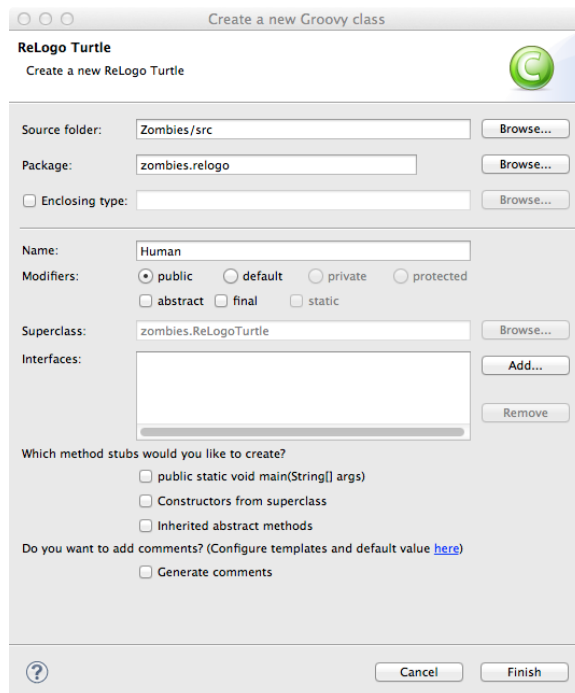 Create a new Groovy class
ReLogo Turtle
Create a new ReLogo Turtle
C
Source folder: Zombies/src Browse...
Package: zombies.relogo Browse...
Enclosing type: Browse...
Name: Human
Modifiers: public default private protected
abstract final static
Superclass: zombies.ReLogoTurtle Browse...
Interfaces: Add...
Remove
Which method stubs would you like to create?
public static void main(String[] args)
Constructors from superclass
Inherited abstract methods
Do you want to add comments? (Configure templates and default value here)
Generate comments
? Cancel Finish